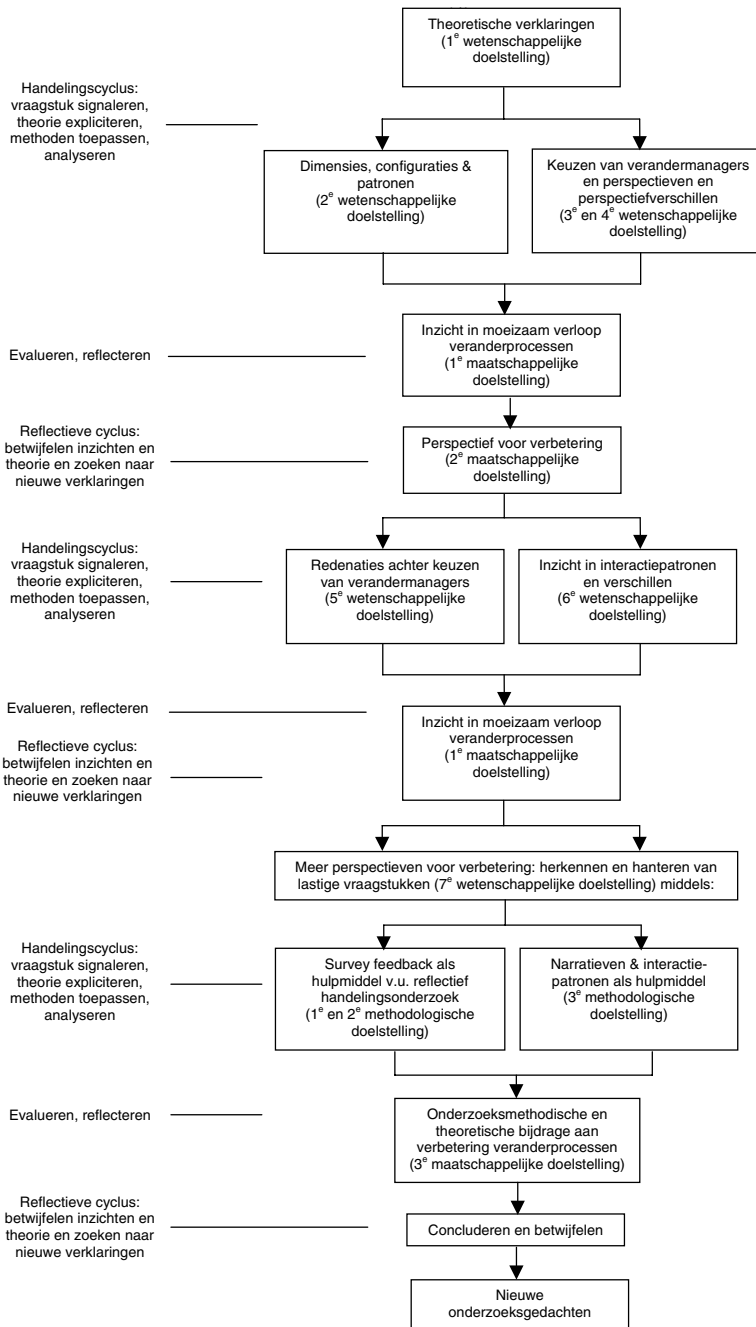 Theoretische verklaringen
(1e wetenschappelijke
doelstelling)
Handelingscyclus:
vraagstuk signaleren,
theorie expliciteren,
methoden toepassen,
analyseren
Dimensies, configuraties &
patronen
(2e wetenschappelijke
doelstelling)
Keuzen van verandermanagers
en perspectieven en
perspectiefverschillen
(3e en 4e wetenschappelijke
doelstelling)
Evalueren, reflecteren
Inzicht in moeizaam verloop
veranderprocessen
(1e maatschappelijke
doelstelling)
Reflectieve cyclus:
betwijfelen inzichten en
theorie en zoeken naar
nieuwe verklaringen
Perspectief voor verbetering
(2e maatschappelijke
doelstelling)
Handelingscyclus:
vraagstuk signaleren,
theorie expliciteren,
methoden toepassen,
analyseren
Redenaties achter keuzen
van verandermanagers
(5e wetenschappelijke
doelstelling)
Inzicht in interactiepatronen
en verschillen
(6e wetenschappelijke
doelstelling)
Evalueren, reflecteren
Inzicht in moeizaam verloop
veranderprocessen
(1e maatschappelijke
doelstelling)
Reflectieve cyclus:
betwijfelen inzichten en
theorie en zoeken naar
nieuwe verklaringen
Meer perspectieven voor verbetering: herkennen en hanteren van
lastige vraagstukken (7e wetenschappelijke doelstelling) middels:
Handelingscyclus:
vraagstuk signaleren,
theorie expliciteren,
methoden toepassen,
analyseren
Survey feedback als
hulpmiddel v.u. reflectief
handelingsonderzoek
(1e en 2e methodologische
doelstelling)
Narratieven & interactie-
patronen als hulpmiddel
(3e methodologische
doelstelling)
Evalueren, reflecteren
Onderzoeksmethodische en
theoretische bijdrage aan
verbetering veranderprocessen
(3e maatschappelijke doelstelling)
Reflectieve cyclus:
betwijfelen inzichten en
theorie en zoeken naar
nieuwe verklaringen
Concluderen en betwijfelen
Nieuwe
onderzoeksgedachten